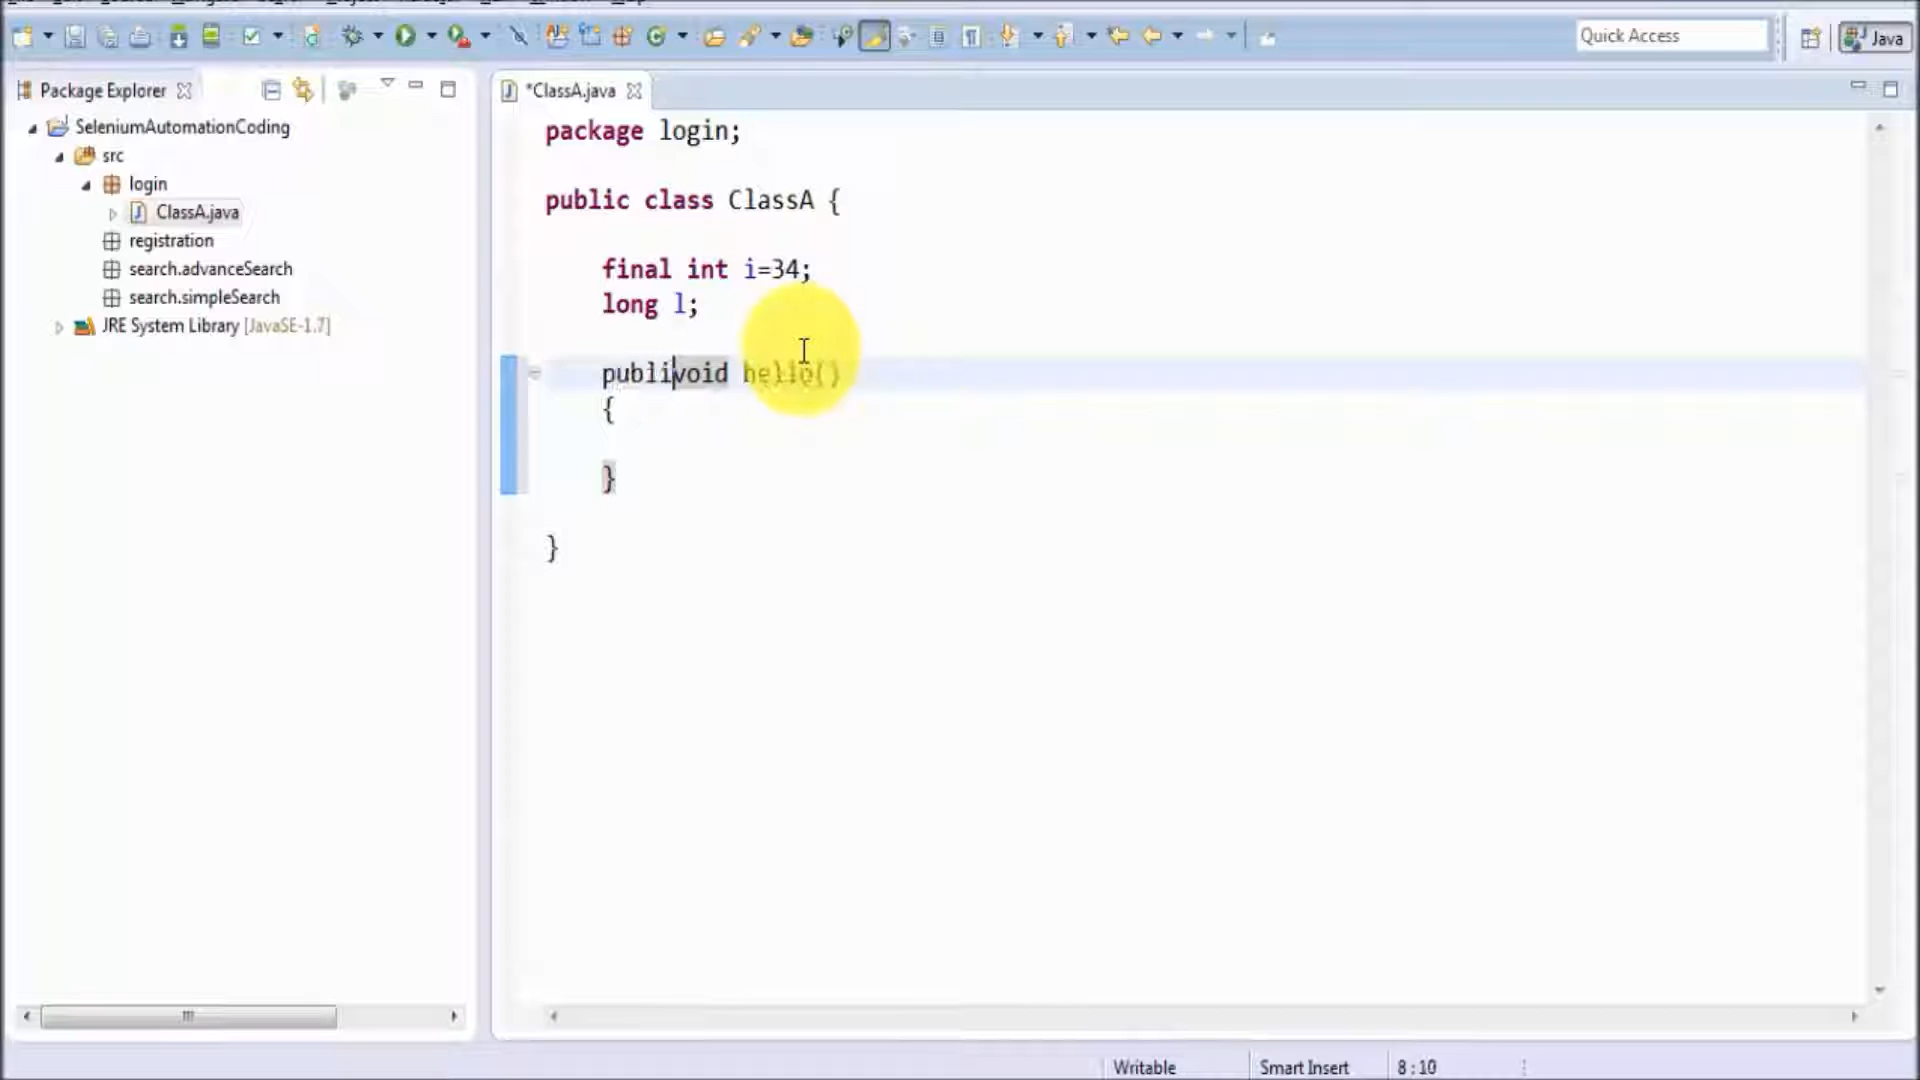 Quick Access
Java
Package Explorer
*ClassA.java
SeleniumAutomationCoding
src
login
ClassA.java
registration
search.advanceSearch
search.simpleSearch
JRE System Library [JavaSE-1.7]
package login;
public class ClassA {
final int i=34;
long l;
publivoid hello()
{
}
}
Writable
Smart Insert
8 : 10